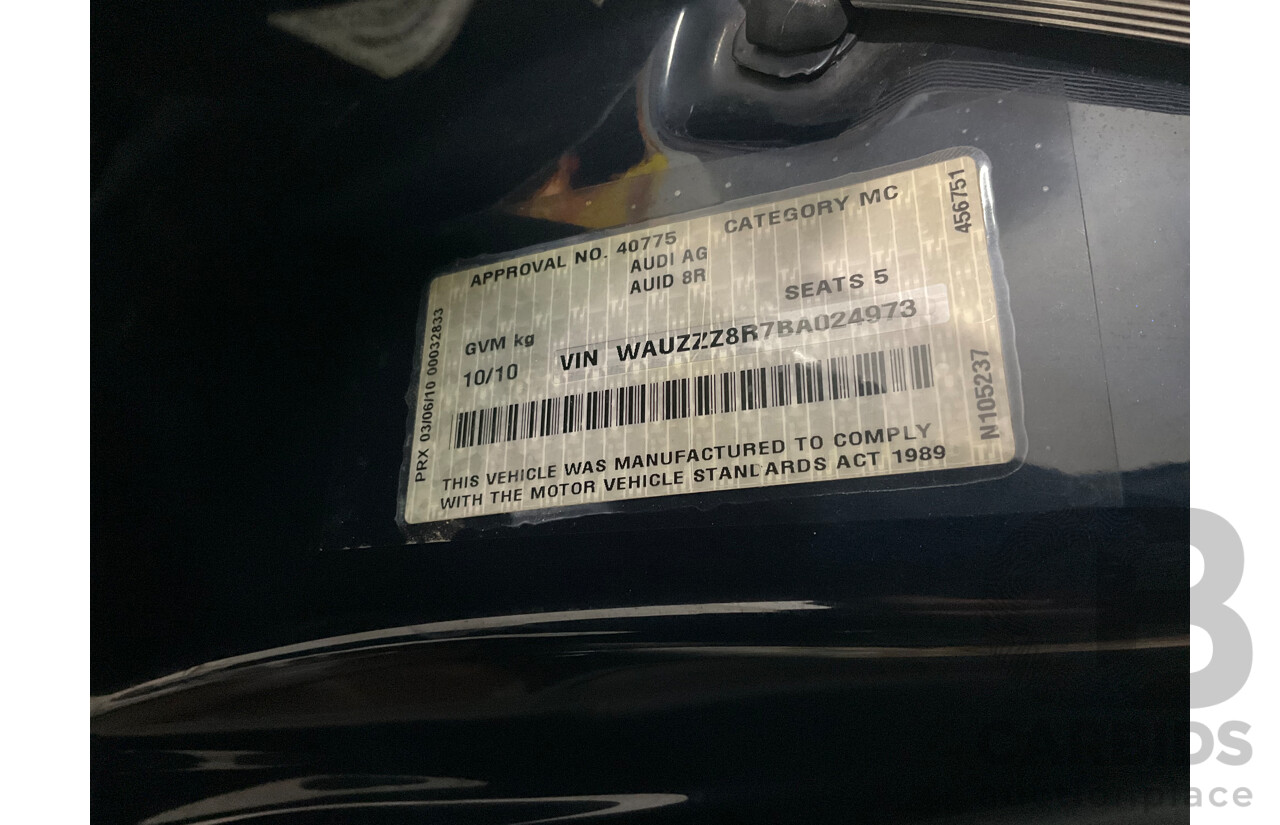 APPROVAL NO. 40775 CATEGORY MC
AUDI AG
AUID 8R
SEATS 5
GVM kg
VIN WAUZZZ8R7BA024973
10/10
THIS VEHICLE WAS MANUFACTURED TO COMPLY
WITH THE MOTOR VEHICLE STANDARDS ACT 1989
PRX 03/06/10 00032833
456751
N105237